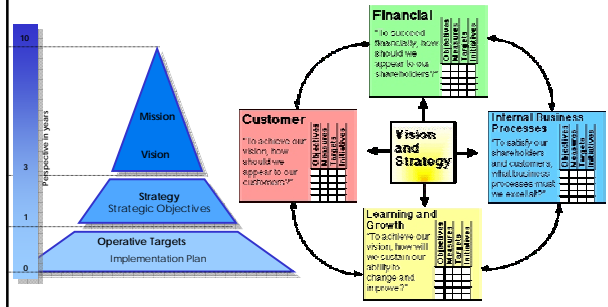 10
3
1
0
Perspective in years
Mission
Vision
Strategy
Strategic Objectives
Operative Targets
Implementation Plan
Financial
"To succeed
financially, how
should we
appear to our
shareholders?"
Objectives
Measures
Targets
Initiatives
Customer
"To achieve our
vision, how
should we
appear to our
customers?"
Objectives
Measures
Targets
Initiatives
Vision
and
Strategy
Internal Business
Processes
"To satisfy our
shareholders
and customers,
what business
processes must
we excel at?"
Objectives
Measures
Targets
Initiatives
Learning and
Growth
"To achieve our
vision, how will
we sustain our
ability to
change and
improve?"
Objectives
Measures
Targets
Initiatives